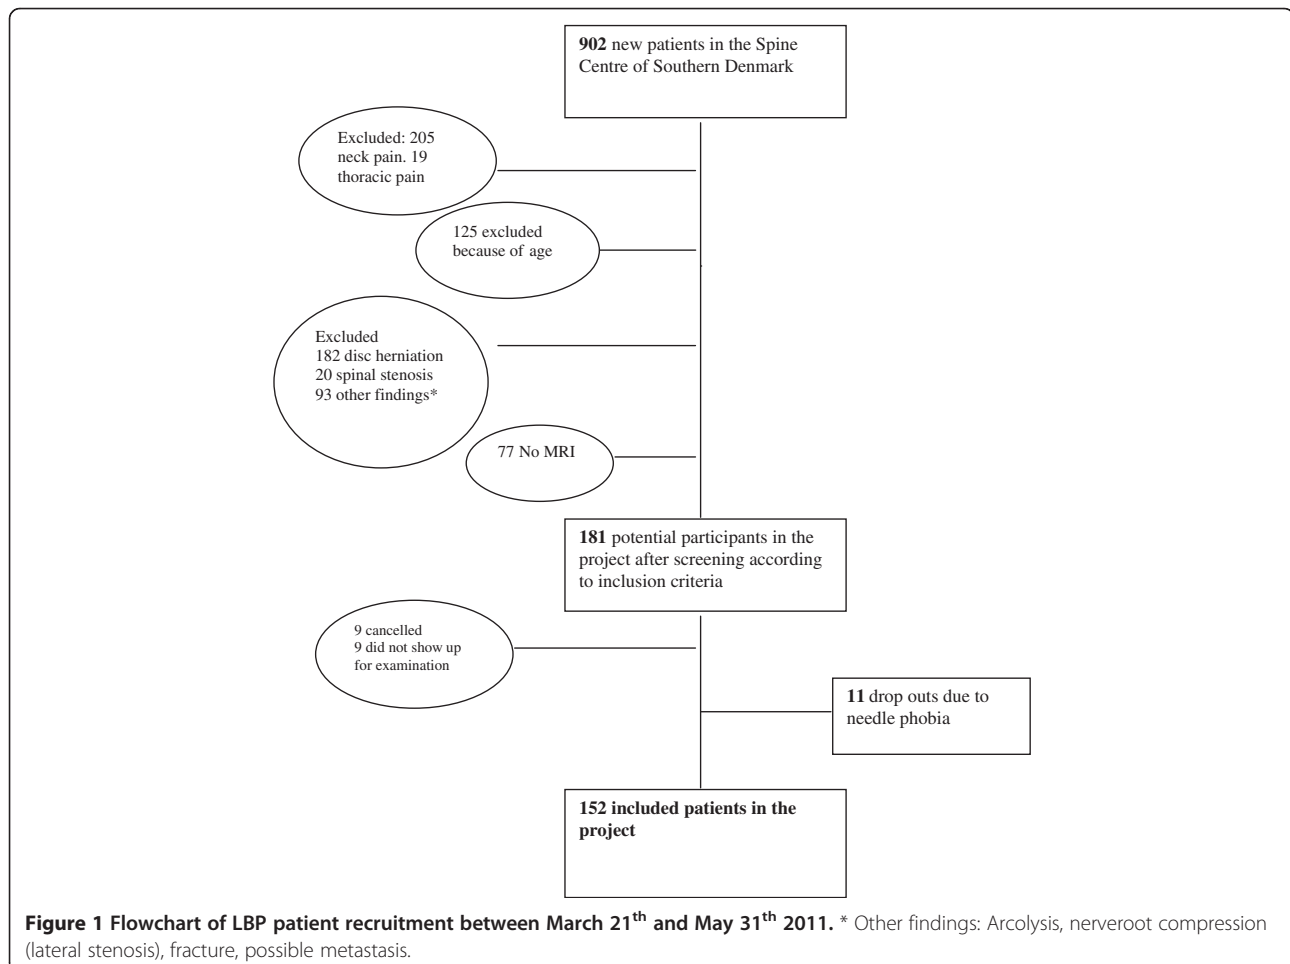 902 new patients in the Spine
Centre of Southern Denmark
Excluded: 205
neck pain. 19
thoracic pain
125 excluded
because of age
Excluded
182 disc herniation
20 spinal stenosis
93 other findings*
77 No MRI
181 potential participants in the
project after screening according
to inclusion criteria
9 cancelled
9 did not show up
for examination
11 drop outs due to
needle phobia
152 included patients in the
project
Figure 1 Flowchart of LBP patient recruitment between March 21th and May 31th 2011. * Other findings: Arcolysis, nerveroot compression
(lateral stenosis), fracture, possible metastasis.